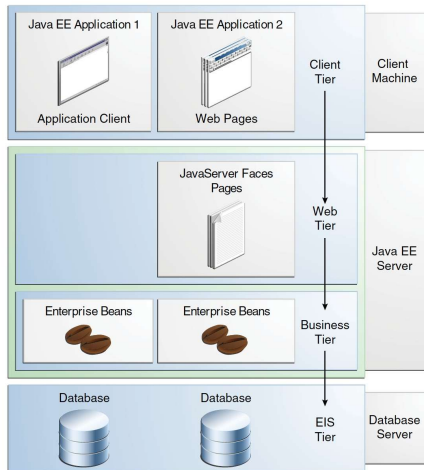 Java EE Application 1
Java EE Application 2
Application Client
Web Pages
Client
Tier
Client
Machine
JavaServer Faces
Pages
Web
Tier
Java EE
Server
Enterprise Beans
Enterprise Beans
Business
Tier
Database
Database
EIS
Tier
Database
Server